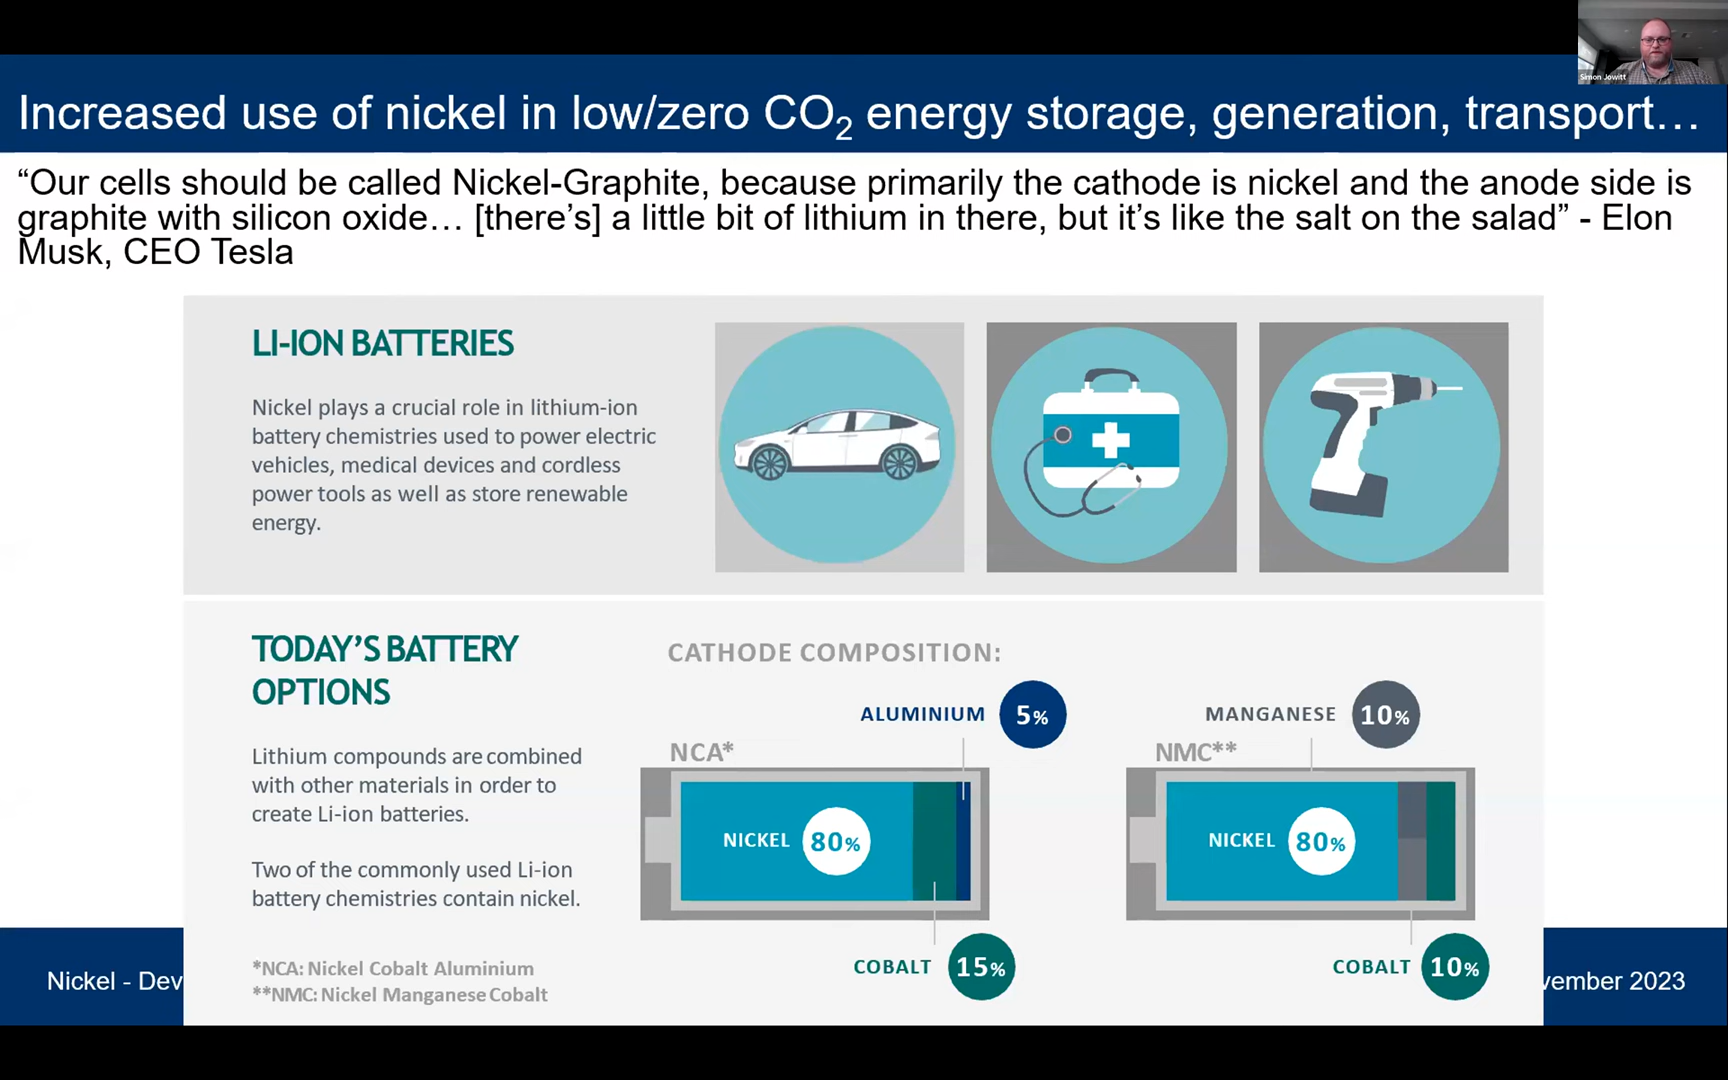 Simon Jowitt
Increased use of nickel in low/zero CO₂ energy storage, generation, transport…
“Our cells should be called Nickel-Graphite, because primarily the cathode is nickel and the anode side is
graphite with silicon oxide… [there’s] a little bit of lithium in there, but it’s like the salt on the salad” - Elon
Musk, CEO Tesla
LI-ION BATTERIES
Nickel plays a crucial role in lithium-ion
battery chemistries used to power electric
vehicles, medical devices and cordless
power tools as well as store renewable
energy.
TODAY’S BATTERY
OPTIONS
Lithium compounds are combined
with other materials in order to
create Li-ion batteries.
Two of the commonly used Li-ion
battery chemistries contain nickel.
*NCA: Nickel Cobalt Aluminium
**NMC: Nickel Manganese Cobalt
CATHODE COMPOSITION:
ALUMINIUM 5%
NCA*
NICKEL 80%
COBALT 15%
MANGANESE 10%
NMC**
NICKEL 80%
COBALT 10%
Nickel - Dev
vember 2023